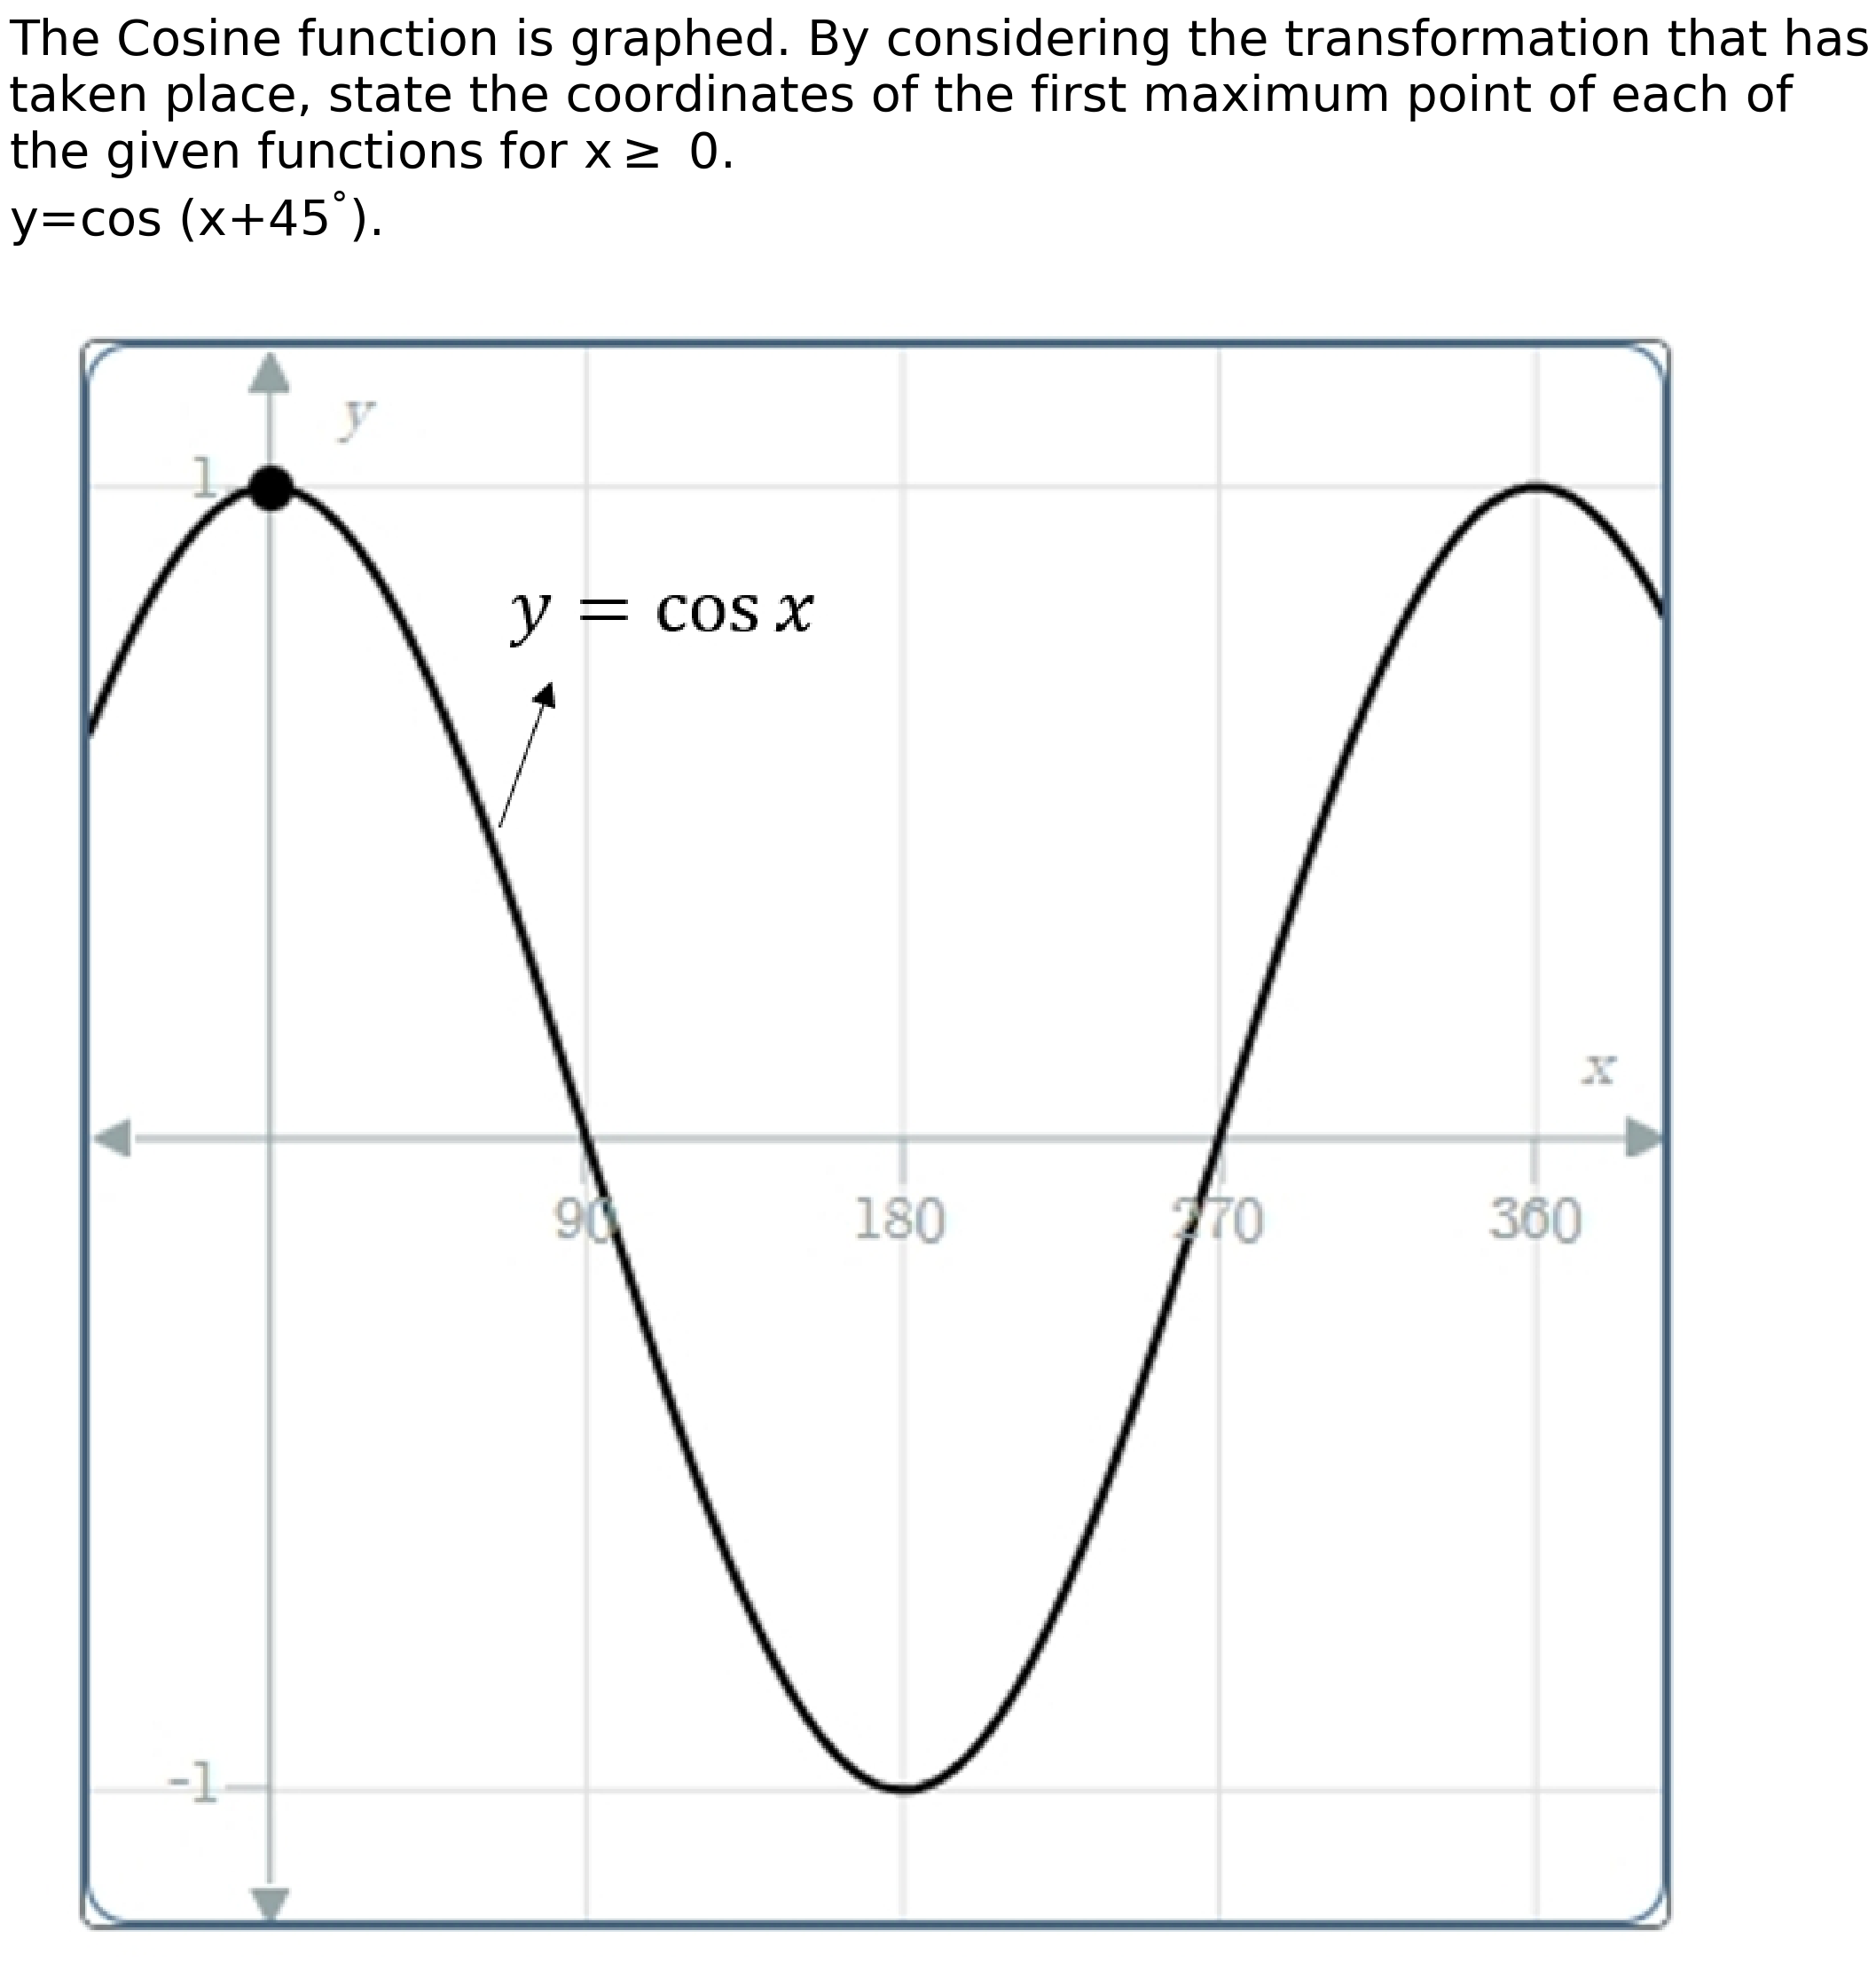 The Cosine function is graphed. By considering the transformation that has
taken place, state the coordinates of the first maximum point of each of
the given functions for x ≥ 0.
y=cos (x+45°).
y
1
y = cos x
x
90
180
270
360
-1